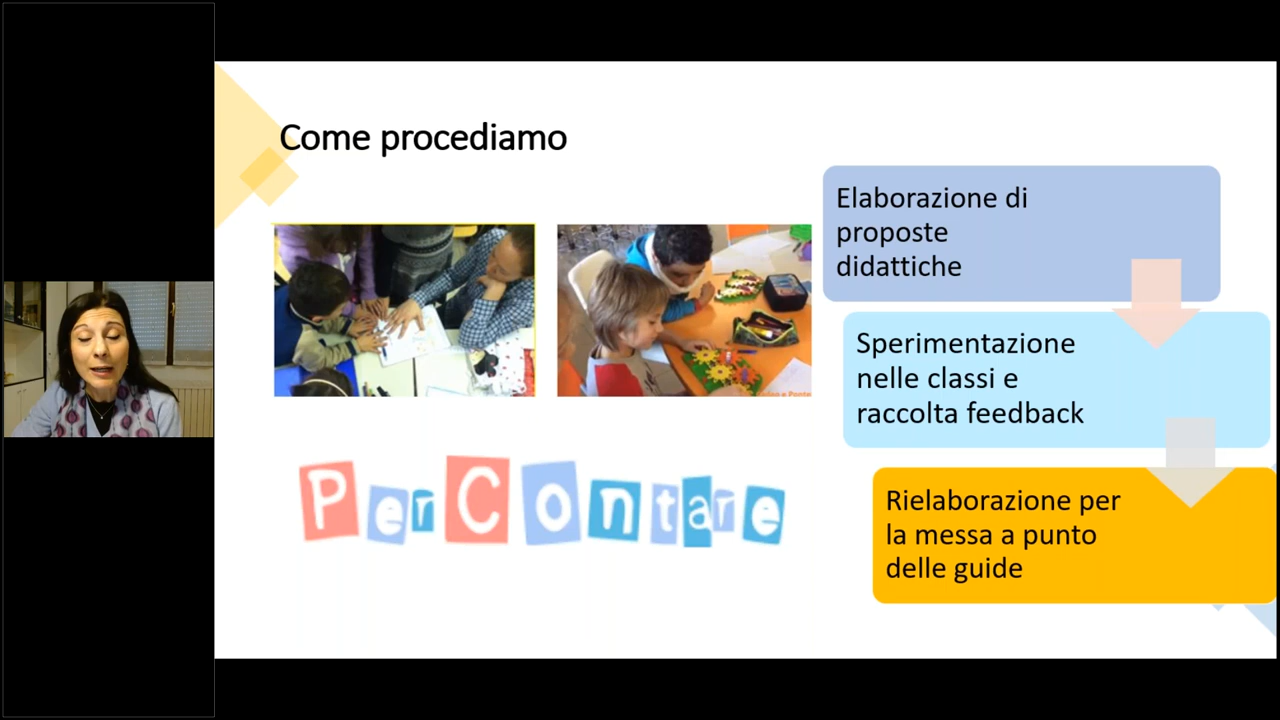 Come procediamo
Elaborazione di
proposte
didattiche
Sperimentazione
nelle classi e
raccolta feedback
Rielaborazione per
la messa a punto
delle guide
PerContare